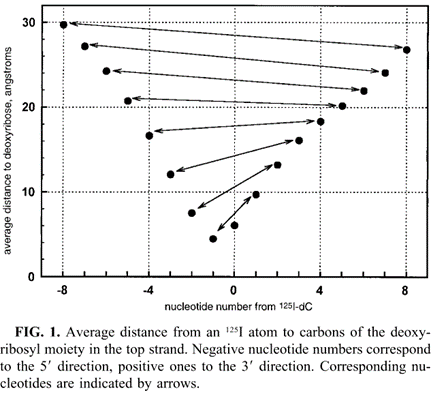 average distance to deoxyribose, angstroms
30
20
10
0
-8
-4
0
4
8
nucleotide number from ¹²⁵I-dC
FIG. 1. Average distance from an ¹²⁵I atom to carbons of the deoxy-
ribosyl moiety in the top strand. Negative nucleotide numbers correspond
to the 5′ direction, positive ones to the 3′ direction. Corresponding nu-
cleotides are indicated by arrows.